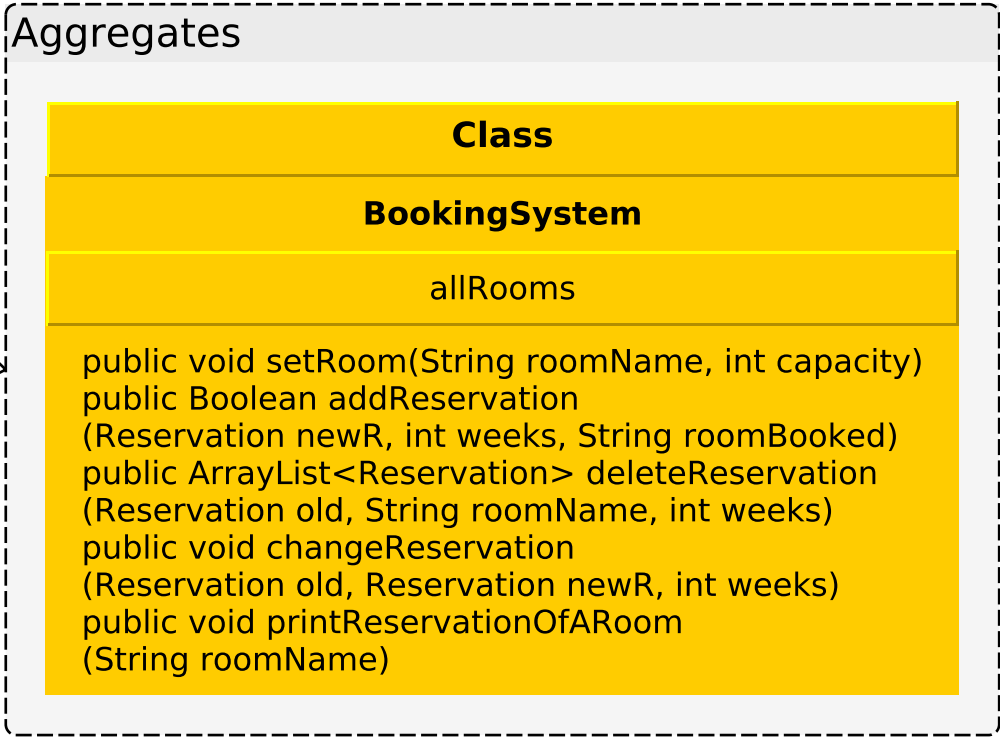 Aggregates
Class
BookingSystem
allRooms
public void setRoom(String roomName, int capacity)
public Boolean addReservation
(Reservation newR, int weeks, String roomBooked)
public ArrayList<Reservation> deleteReservation
(Reservation old, String roomName, int weeks)
public void changeReservation
(Reservation old, Reservation newR, int weeks)
public void printReservationOfARoom
(String roomName)